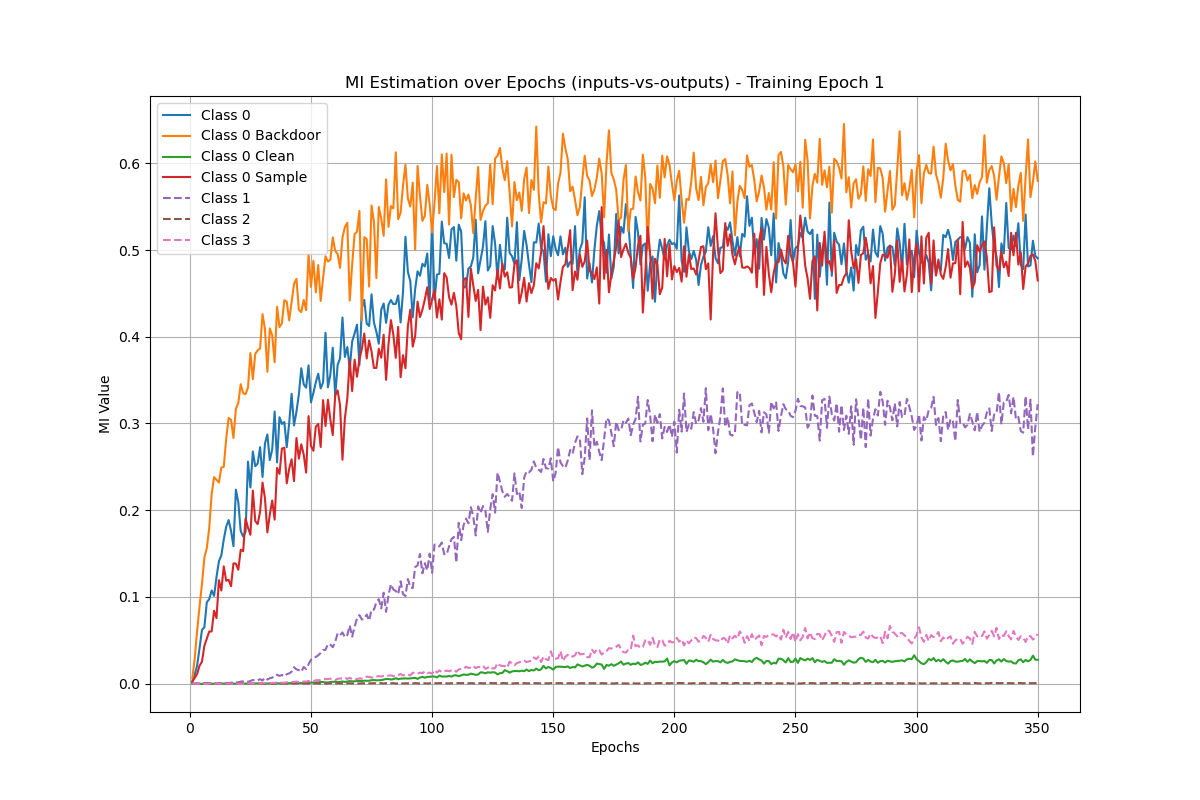 MI Estimation over Epochs (inputs-vs-outputs) - Training Epoch 1
Class 0
Class 0 Backdoor
Class 0 Clean
Class 0 Sample
Class 1
Class 2
Class 3
MI Value
0.6
0.5
0.4
0.3
0.2
0.1
0.0
0 50 100 150 200 250 300 350
Epochs